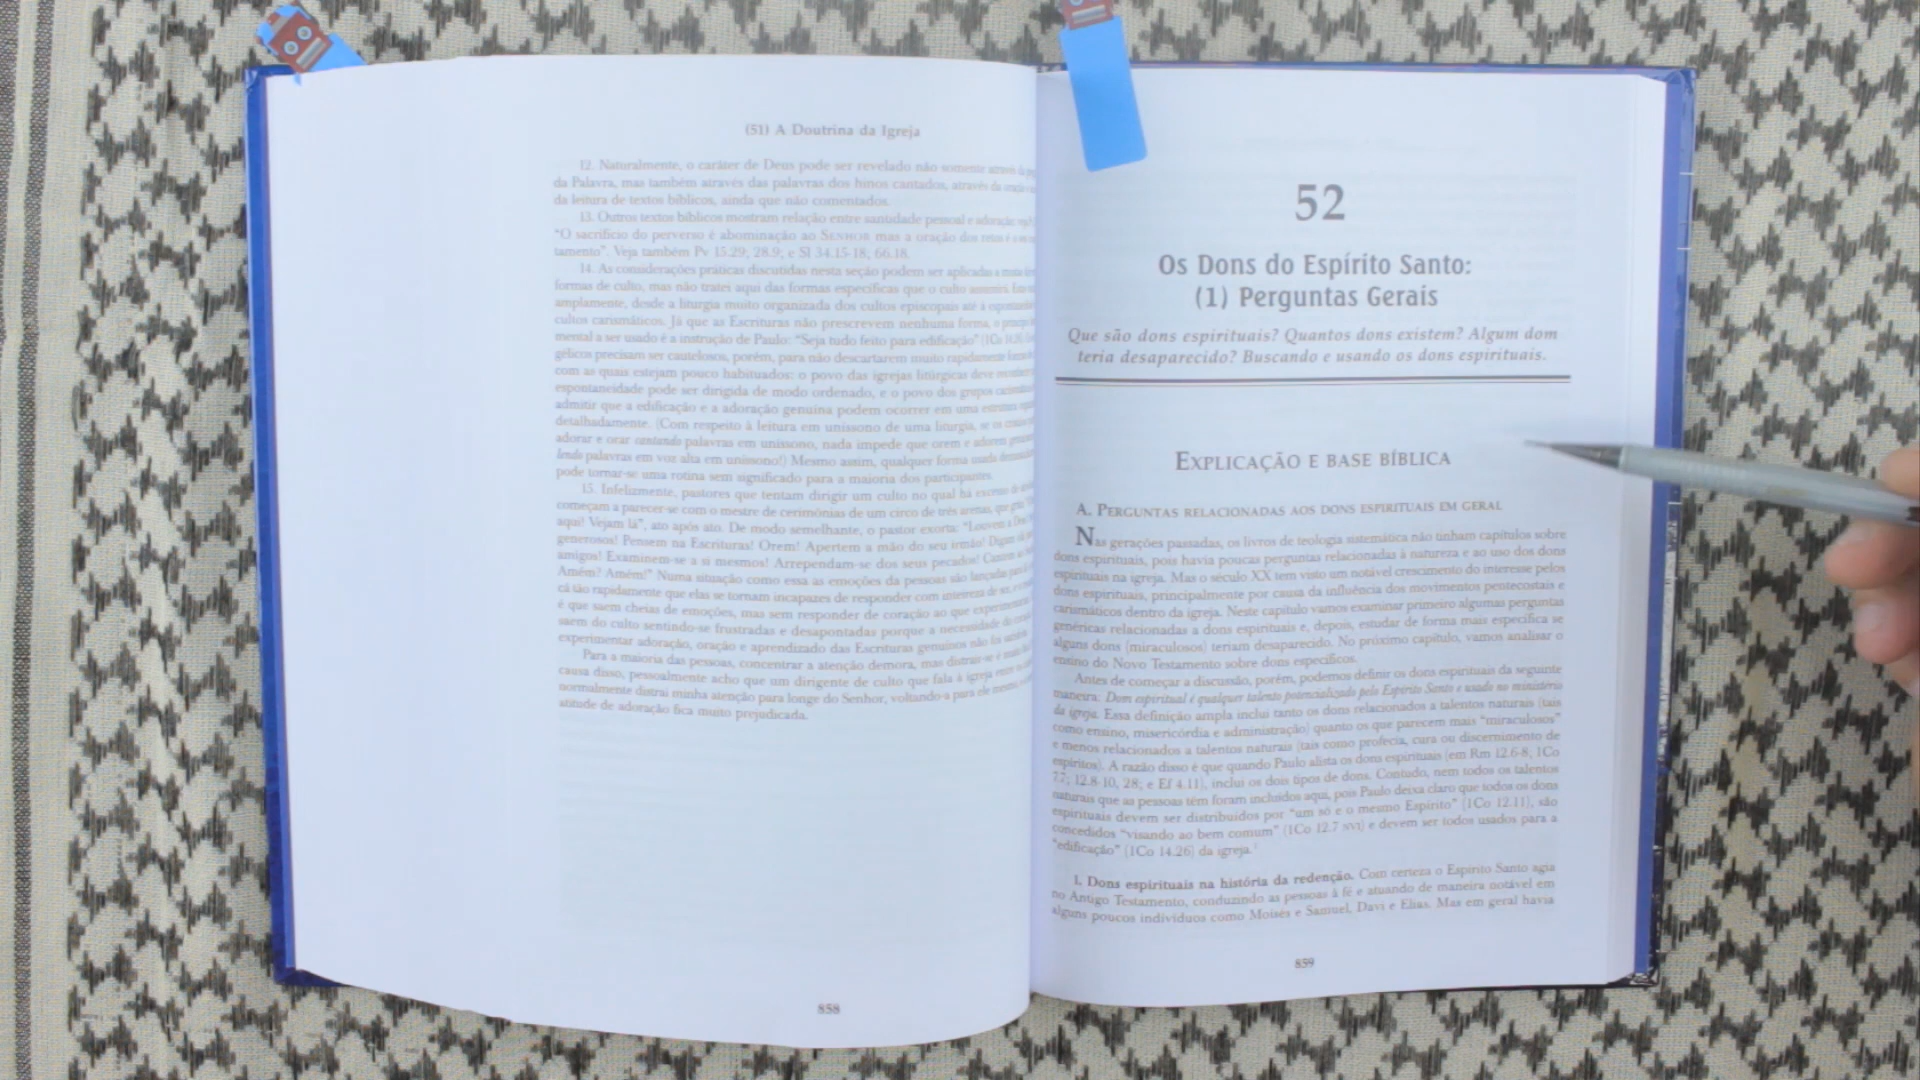 (51) A Doutrina da Igreja
12. Naturalmente, o caráter de Deus pode ser revelado não somente através da
da Palavra, mas também através das palavras dos hinos cantados, através da
da leitura de textos bíblicos, ainda que não comentados.
13. Outros textos bíblicos mostram relação entre santidade pessoal e adoração:
“O sacrifício do perverso é abominação ao SENHOR mas a oração dos retos é o
tamento”. Veja também Pv 15.29; 28.9; e Sl 34.15-18; 66.18.
14. As considerações práticas discutidas nesta seção podem ser aplicadas a
formas de culto, mas não tratei aqui das formas específicas que o culto
amplamente, desde a liturgia muito organizada dos cultos episcopais até à
cultos carismáticos. Já que as Escrituras não prescrevem nenhuma forma, o
mental a ser usado é a instrução de Paulo: “Seja tudo feito para edificação” (1Co 14.26).
gélicos precisam ser cautelosos, porém, para não descartarem muito rapidamente
com as quais estejam pouco habituados: o povo das igrejas litúrgicas deve
espontaneidade pode ser dirigida de modo ordenado, e o povo dos grupos
admitir que a edificação e a adoração genuína podem ocorrer em uma estrutura
detalhadamente. (Com respeito à leitura em uníssono de uma liturgia, se os
adorar e orar cantando palavras em uníssono, nada impede que orem e adorem
lendo palavras em voz alta em uníssono!) Mesmo assim, qualquer forma usada
pode tornar-se uma rotina sem significado para a maioria dos participantes.
15. Infelizmente, pastores que tentam dirigir um culto no qual há excesso de
começam a parecer-se com o mestre de cerimônias de um circo de três arenas, que
aqui! Vejam lá”, ato após ato. De modo semelhante, o pastor exorta: “Louvem a
generosos! Pensem na Escrituras! Orem! Apertem a mão do seu irmão! Digam
amigos! Examinem-se a si mesmos! Arrependam-se dos seus pecados! Cantem
Amém? Amém!” Numa situação como essa as emoções da pessoa são lançadas
cá tão rapidamente que elas se tornam incapazes de responder com inteireza de
é que saem cheias de emoções, mas sem responder de coração ao que
saem do culto sentindo-se frustradas e desapontadas porque a necessidade
experimentar adoração, oração e aprendizado das Escrituras genuínos não foi
Para a maioria das pessoas, concentrar a atenção demora, mas distrair-se é
causa disso, pessoalmente acho que um dirigente de culto que fala à igreja
normalmente distrai minha atenção para longe do Senhor, voltando-a para ele
atitude de adoração fica muito prejudicada.
858
52
Os Dons do Espírito Santo:
(1) Perguntas Gerais
Que são dons espirituais? Quantos dons existem? Algum dom
teria desaparecido? Buscando e usando os dons espirituais.
EXPLICAÇÃO E BASE BÍBLICA
A. PERGUNTAS RELACIONADAS AOS DONS ESPIRITUAIS EM GERAL
Nas gerações passadas, os livros de teologia sistemática não tinham capítulos sobre
dons espirituais, pois havia poucas perguntas relacionadas à natureza e ao uso dos dons
espirituais na igreja. Mas o século XX tem visto um notável crescimento do interesse pelos
dons espirituais, principalmente por causa da influência dos movimentos pentecostais e
carismáticos dentro da igreja. Neste capítulo vamos examinar primeiro algumas perguntas
genéricas relacionadas a dons espirituais e, depois, estudar de forma mais específica se
alguns dons (miraculosos) teriam desaparecido. No próximo capítulo, vamos analisar o
ensino do Novo Testamento sobre dons específicos.
Antes de começar a discussão, porém, podemos definir os dons espirituais da seguinte
maneira: Dom espiritual é qualquer talento potencializado pelo Espírito Santo e usado no ministério
da igreja. Essa definição ampla inclui tanto os dons relacionados a talentos naturais (tais
como ensino, misericórdia e administração) quanto os que parecem mais “miraculosos”
e menos relacionados a talentos naturais (tais como profecia, cura ou discernimento de
espíritos). A razão disso é que quando Paulo alista os dons espirituais (em Rm 12.6-8; 1Co
7.7; 12.8-10, 28; e Ef 4.11), inclui os dois tipos de dons. Contudo, nem todos os talentos
naturais que as pessoas têm foram incluídos aqui, pois Paulo deixa claro que todos os dons
espirituais devem ser distribuídos por “um só e o mesmo Espírito” (1Co 12.11), são
concedidos “visando ao bem comum” (1Co 12.7 NVI) e devem ser todos usados para a
“edificação” (1Co 14.26) da igreja.¹
1. Dons espirituais na história da redenção. Com certeza o Espírito Santo agia
no Antigo Testamento, conduzindo as pessoas à fé e atuando de maneira notável em
alguns poucos indivíduos como Moisés e Samuel, Davi e Elias. Mas em geral havia
859